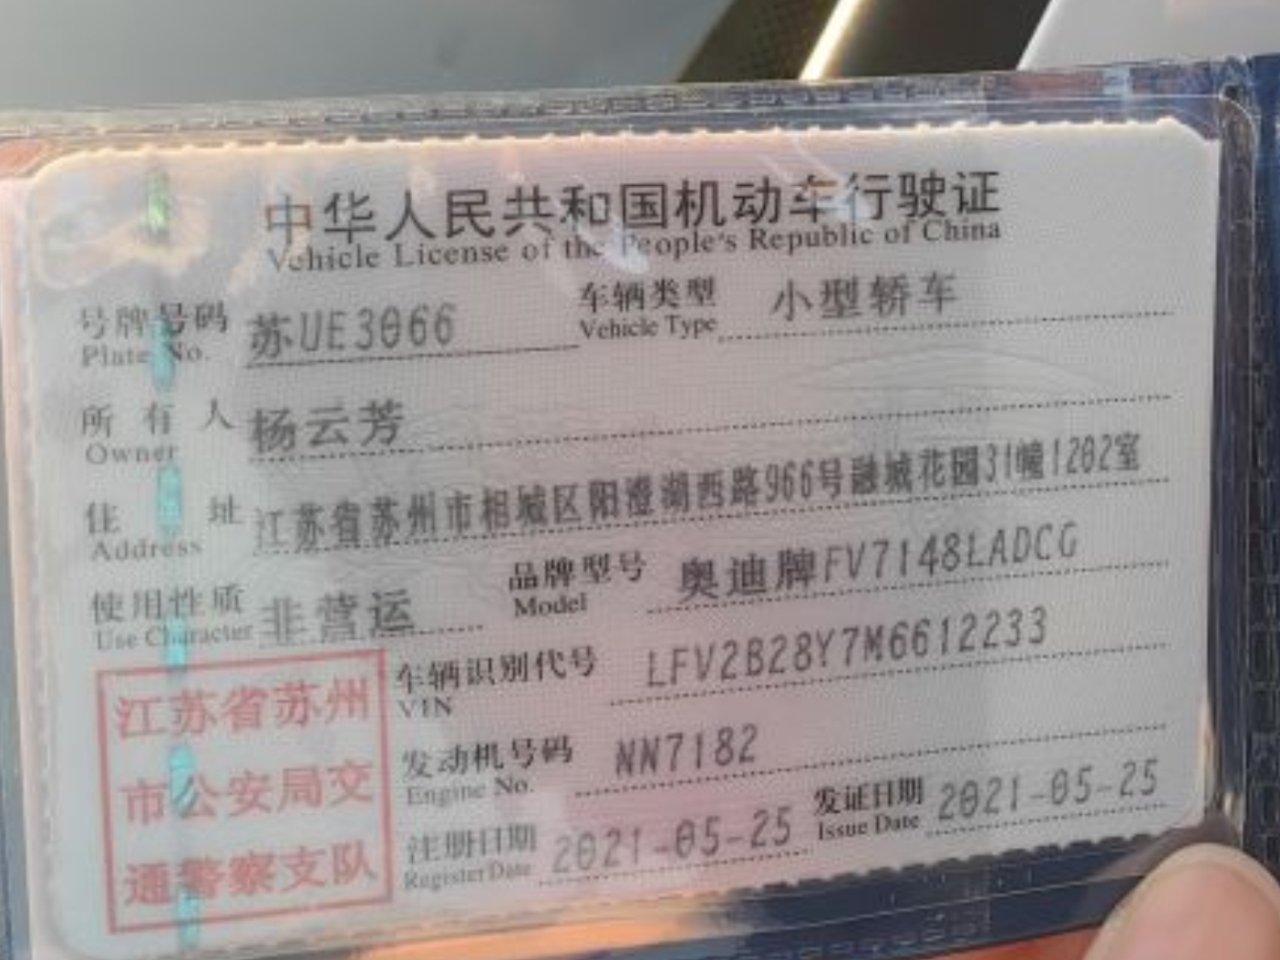 中华人民共和国机动车行驶证
Vehicle License of the People's Republic of China
号牌号码 苏UE3066 车辆类型 小型轿车
Plate No. Vehicle Type
所有人 杨云芳
Owner
住址 江苏省苏州市相城区阳澄湖西路966号融城花园31幢1202室
Address
使用性质 非营运 品牌型号 奥迪牌FV7148LADCG
Use Character Model
车辆识别代号 LFV2B28Y7M6612233
VIN
发动机号码 NN7182
Engine No.
注册日期 2021-05-25 发证日期 2021-05-25
Register Date Issue Date
江苏省苏州
市公安局交
通警察支队